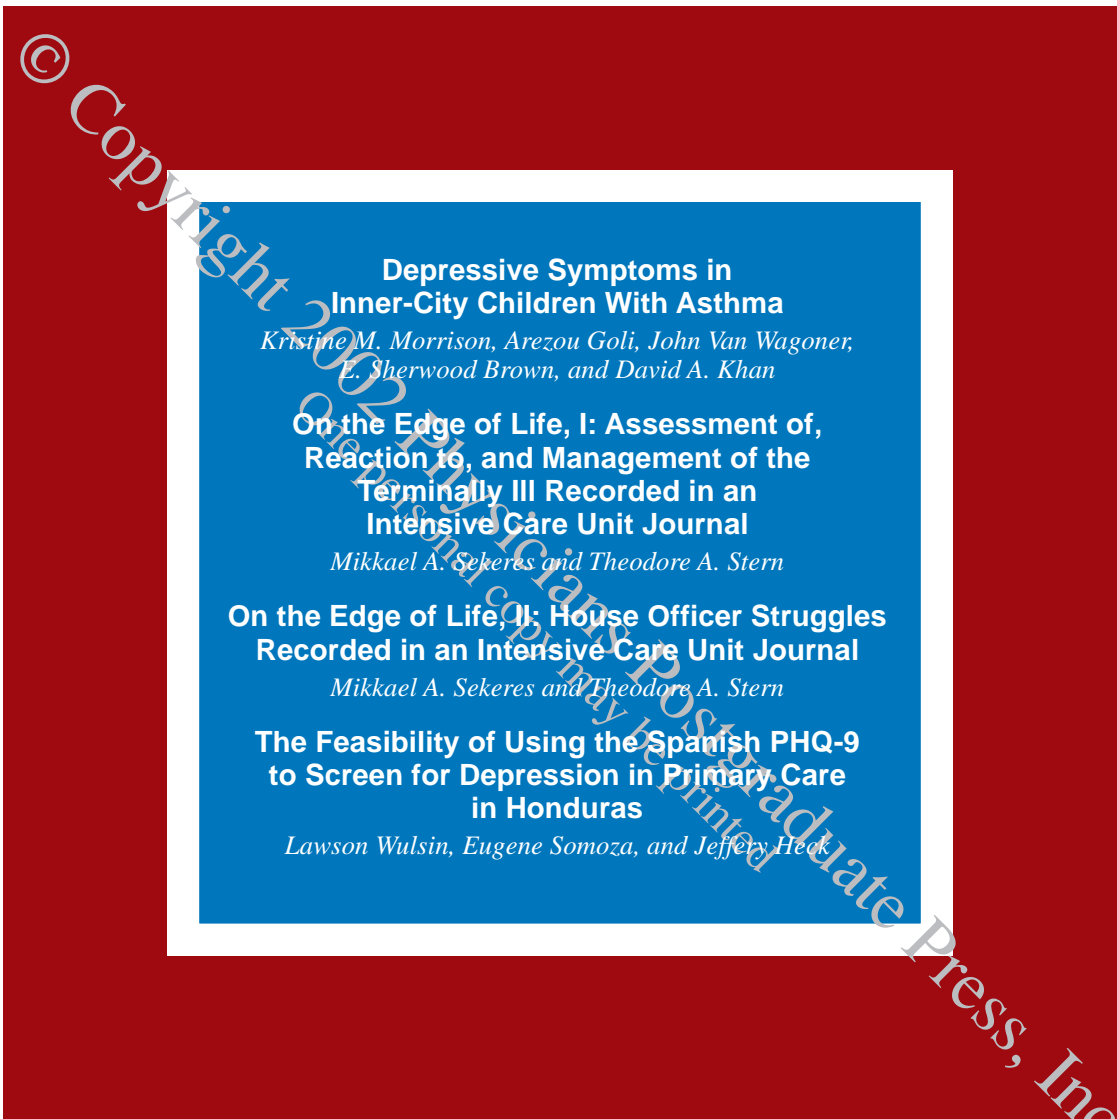 Depressive Symptoms in
Inner-City Children With Asthma
Kristine M. Morrison, Arezou Goli, John Van Wagoner,
E. Sherwood Brown, and David A. Khan
On the Edge of Life, I: Assessment of,
Reaction to, and Management of the
Terminally Ill Recorded in an
Intensive Care Unit Journal
Mikkael A. Sekeres and Theodore A. Stern
On the Edge of Life, II: House Officer Struggles
Recorded in an Intensive Care Unit Journal
Mikkael A. Sekeres and Theodore A. Stern
The Feasibility of Using the Spanish PHQ-9
to Screen for Depression in Primary Care
in Honduras
Lawson Wulsin, Eugene Somoza, and Jeffery Heck
© Copyright 2002 Physicians Postgraduate Press, Inc
One personal copy may be printed